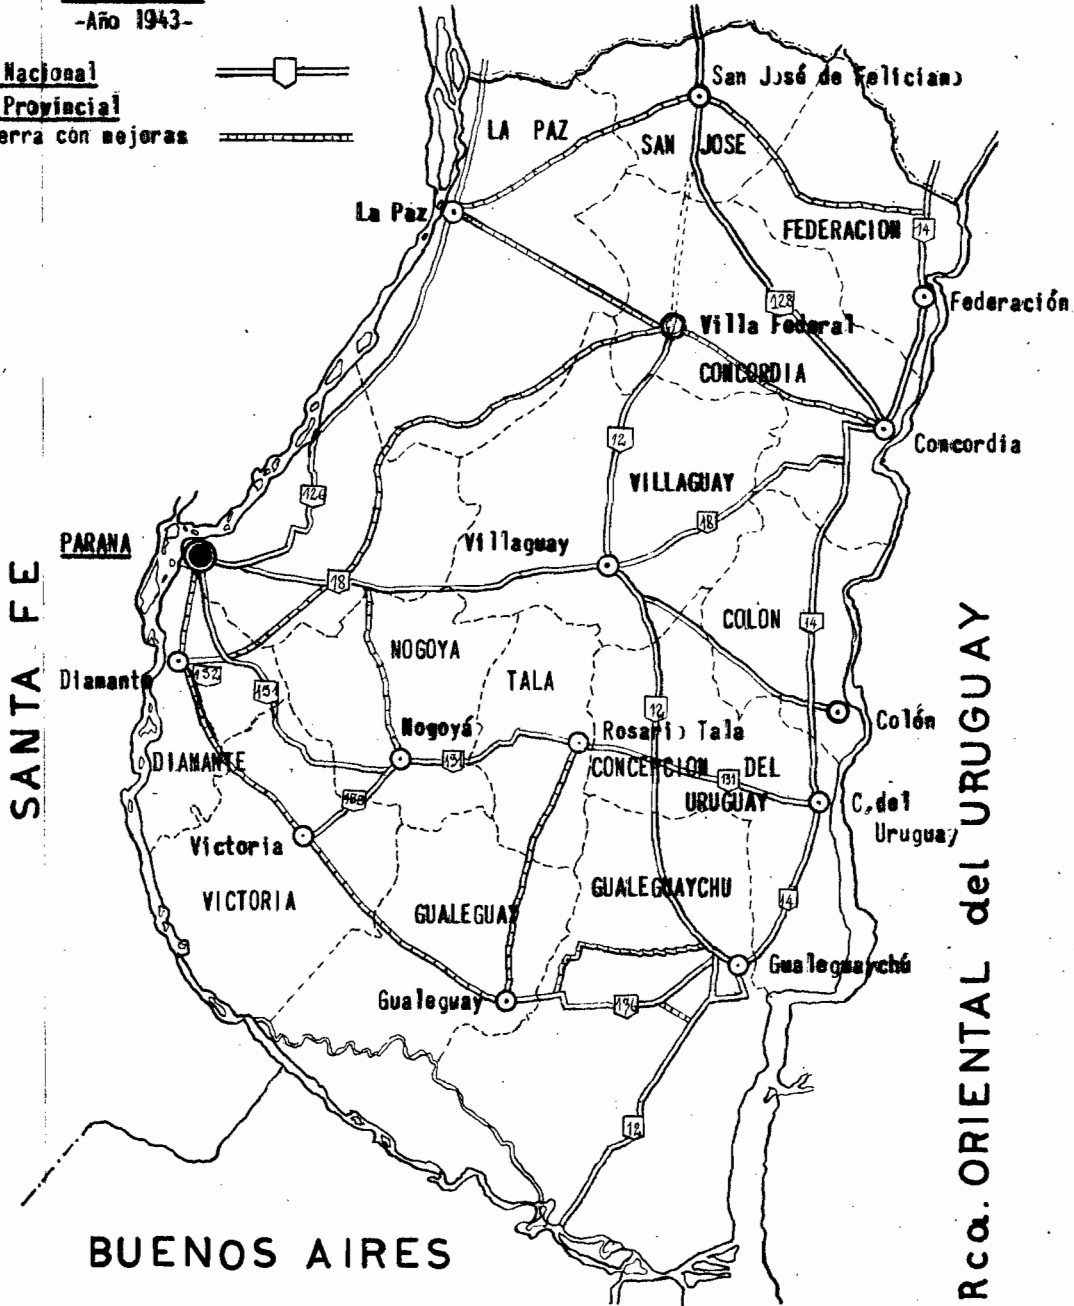 -Año 1943-
Nacional
Provincial
erra con mejoras
San José de Feliciano
LA PAZ
SAN JOSE
La Paz
FEDERACION
14
Federación
128
Villa Federal
CONCORDIA
12
Concordia
VILLAGUAY
126
18
PARANA
Villaguay
18
COLON
14
NOGOYA
TALA
Diamante
132
131
12
Colón
Nogoyá
Rosario Tala
DIAMANTE
131
CONCEPCION DEL
URUGUAY
131
C. del
Uruguay
Victoria
VICTORIA
GUALEGUAY
GUALEGUAYCHU
14
Gualeguaychú
Gualeguay
136
12
SANTA FE
BUENOS AIRES
Rca. ORIENTAL del URUGUAY